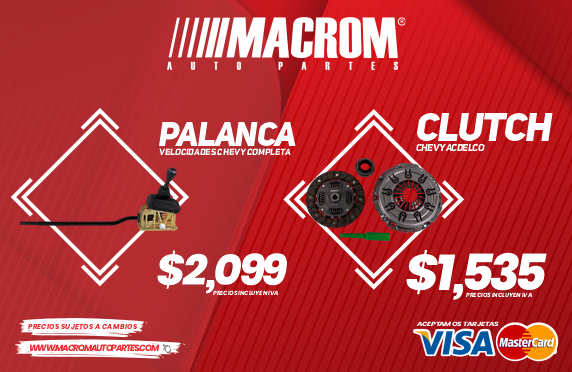 MACROM®
AUTO PARTES
PALANCA
VELOCIDADES CHEVY COMPLETA
$2,099
PRECIOS INCLUYEN IVA
CLUTCH
CHEVY ACDELCO
$1,535
PRECIOS INCLUYEN IVA
PRECIOS SUJETOS A CAMBIOS
WWW.MACROMAUTOPARTES.COM
ACEPTAMOS TARJETAS
VISA MasterCard